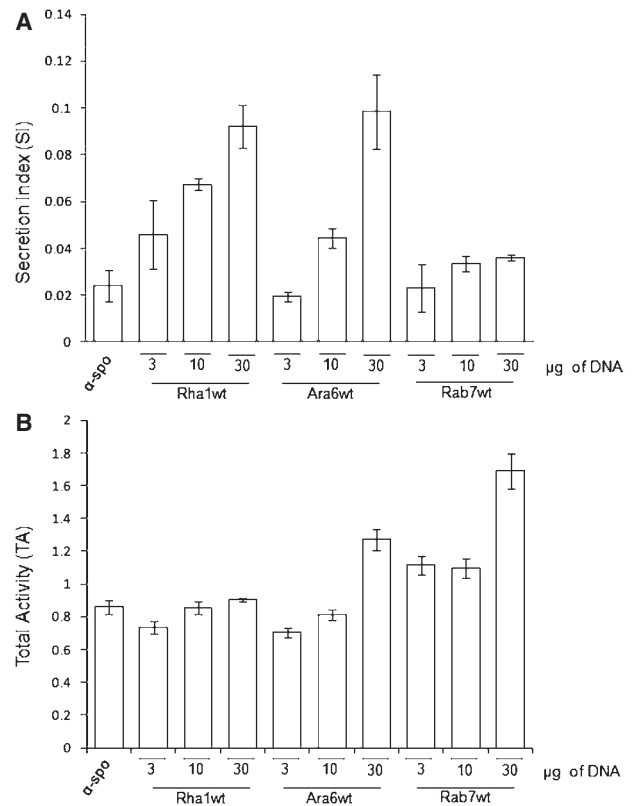 A
Secretion Index (SI)
0.14
0.12
0.1
0.08
0.06
0.04
0.02
0
α-spo
3 10 30 3 10 30 3 10 30 µg of DNA
Rha1wt Ara6wt Rab7wt
B
Total Activity (TA)
2
1.8
1.6
1.4
1.2
1
0.8
0.6
0.4
0.2
0
α-spo
3 10 30 3 10 30 3 10 30 µg of DNA
Rha1wt Ara6wt Rab7wt